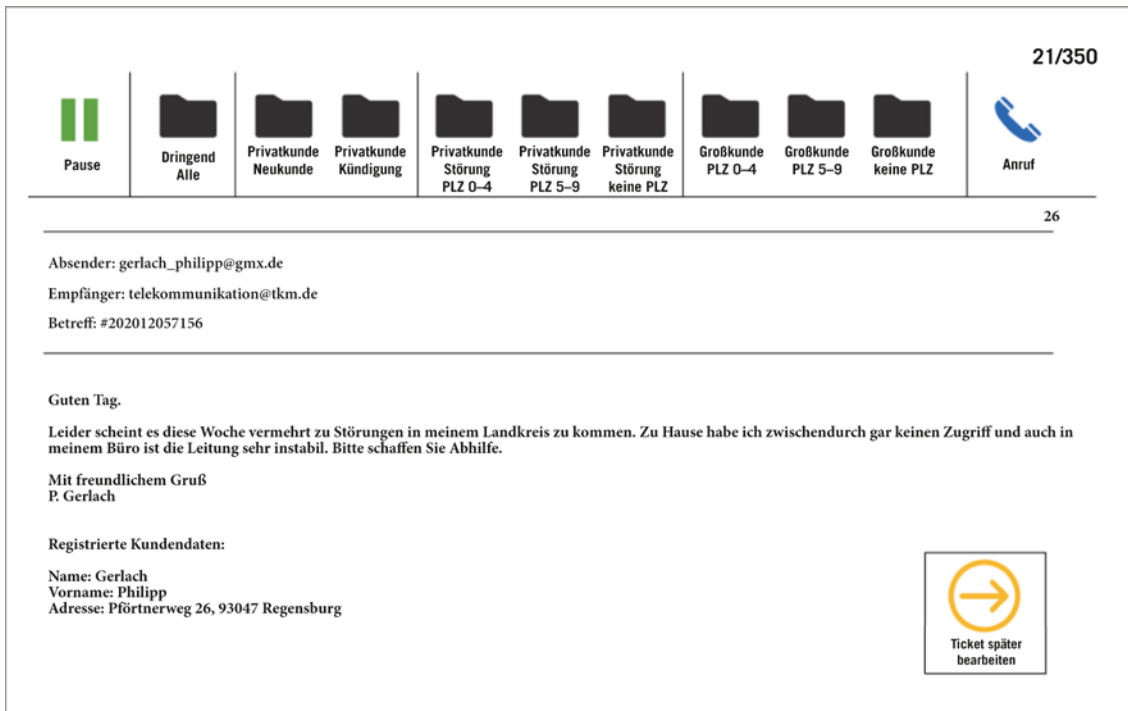 21/350
Pause
Dringend
Alle
Privatkunde
Neukunde
Privatkunde
Kündigung
Privatkunde
Störung
PLZ 0–4
Privatkunde
Störung
PLZ 5–9
Privatkunde
Störung
keine PLZ
Großkunde
PLZ 0–4
Großkunde
PLZ 5–9
Großkunde
keine PLZ
Anruf
26
Absender: gerlach_philipp@gmx.de
Empfänger: telekommunikation@tkm.de
Betreff: #202012057156
Guten Tag.
Leider scheint es diese Woche vermehrt zu Störungen in meinem Landkreis zu kommen. Zu Hause habe ich zwischendurch gar keinen Zugriff und auch in
meinem Büro ist die Leitung sehr instabil. Bitte schaffen Sie Abhilfe.
Mit freundlichem Gruß
P. Gerlach
Registrierte Kundendaten:
Name: Gerlach
Vorname: Philipp
Adresse: Pförtnerweg 26, 93047 Regensburg
Ticket später
bearbeiten